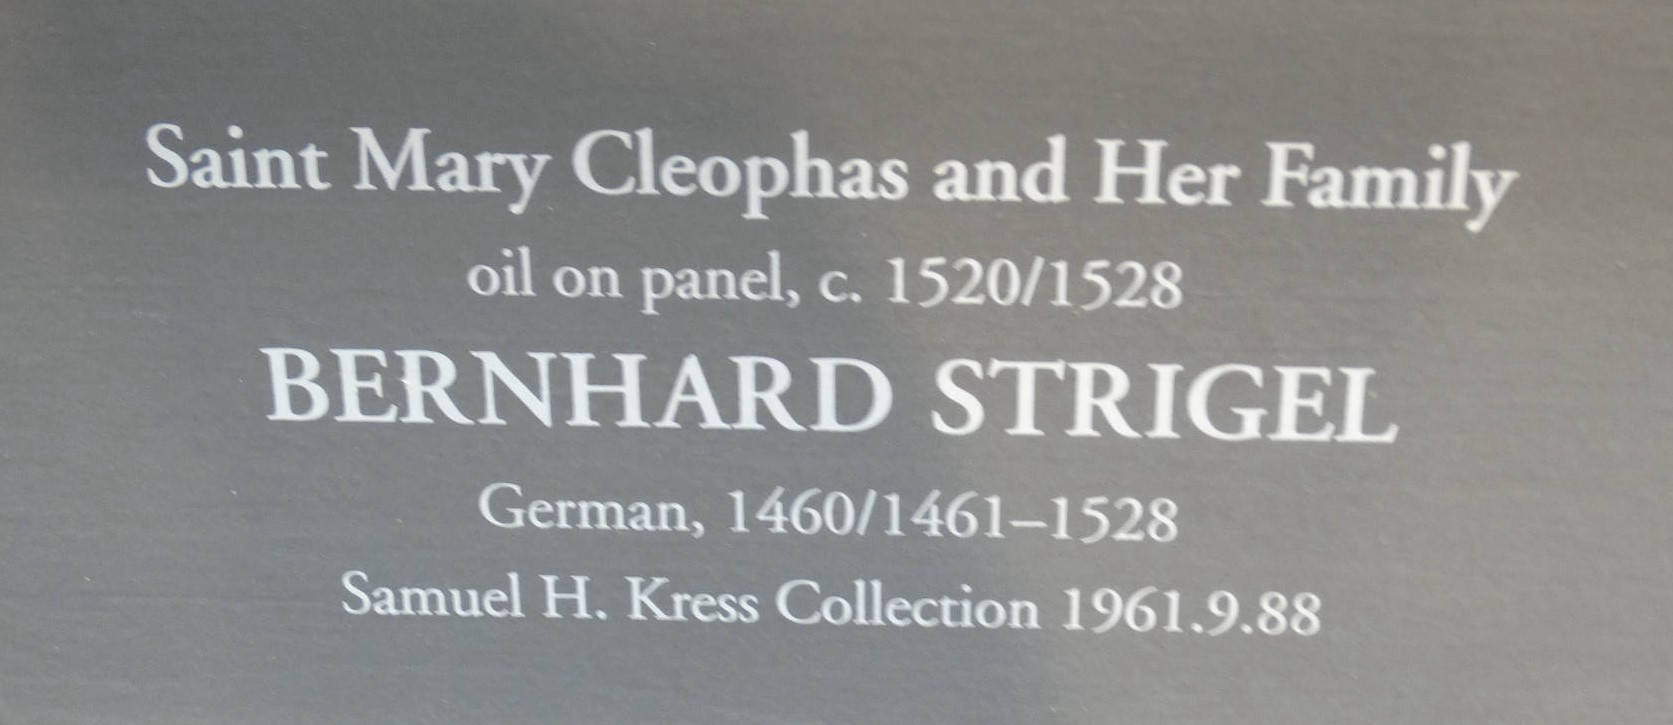 Saint Mary Cleophas and Her Family
oil on panel, c. 1520/1528
BERNHARD STRIGEL
German, 1460/1461–1528
Samuel H. Kress Collection 1961.9.88